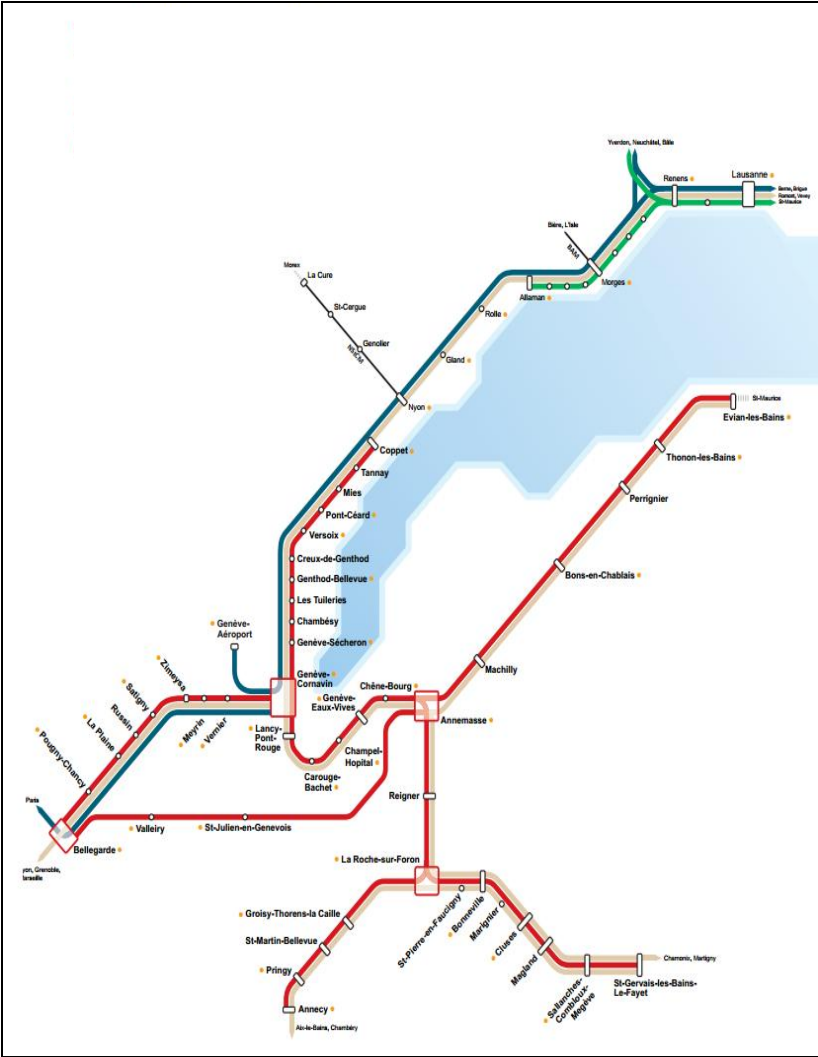 Yverdon, Neuchâtel, Bâle
Renens
Lausanne
Berne, Brigue
Romont, Vevey
St-Maurice
Bière, L'Isle
BAM
Morges
Allaman
Rolle
Gland
Morez
La Cure
St-Cergue
Genolier
NStCM
Nyon
Coppet
Tannay
Mies
Pont-Céard
Versoix
Creux-de-Genthod
Genthod-Bellevue
Les Tuileries
Chambésy
Genève-Sécheron
Genève-
Cornavin
Genève-
Aéroport
St-Maurice
Evian-les-Bains
Thonon-les-Bains
Perrignier
Bons-en-Chablais
Machilly
Annemasse
Chêne-Bourg
Genève-
Eaux-Vives
Champel-
Hopital
Carouge-
Bachet
Lancy-
Pont-
Rouge
Zimeysa
Satigny
Russin
La Plaine
Pougny-Chancy
Meyrin
Vernier
Paris
Bellegarde
yon, Grenoble,
arseille
Valleiry
St-Julien-en-Genevois
Reigner
La Roche-sur-Foron
Groisy-Thorens-la Caille
St-Martin-Bellevue
Pringy
Annecy
Aix-le-Bains, Chambéry
St-Pierre-en-Faucigny
Bonneville
Marignier
Cluses
Magland
Sallanches-
Combloux-
Megève
St-Gervais-les-Bains-
Le-Fayet
Chamonix, Martigny